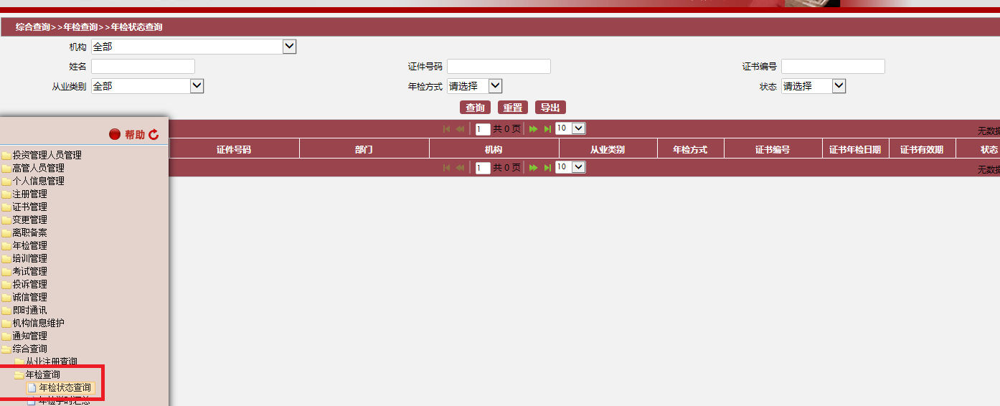 综合查询>>年检查询>>年检状态查询
机构 全部
姓名 证件号码 证书编号
从业类别 全部 年检方式 请选择 状态 请选择
查询 重置 导出
1 共 0 页 10 无数据
帮助
证件号码 部门 机构 从业类别 年检方式 证书编号 证书年检日期 证书有效期 状态
1 共 0 页 10 无数据
投资管理人员管理
高管人员管理
个人信息管理
注册管理
证书管理
变更管理
离职备案
年检管理
培训管理
考试管理
投诉管理
诚信管理
即时通讯
机构信息维护
通知管理
综合查询
从业注册查询
年检查询
年检状态查询
年检学时汇总